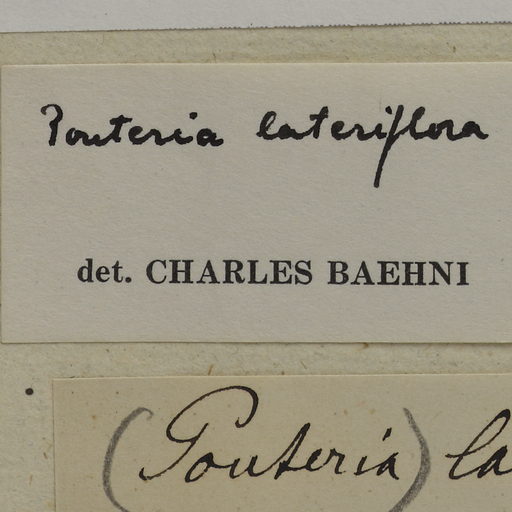 Pouteria lateriflora
det. CHARLES BAEHNI
(Pouteria) la